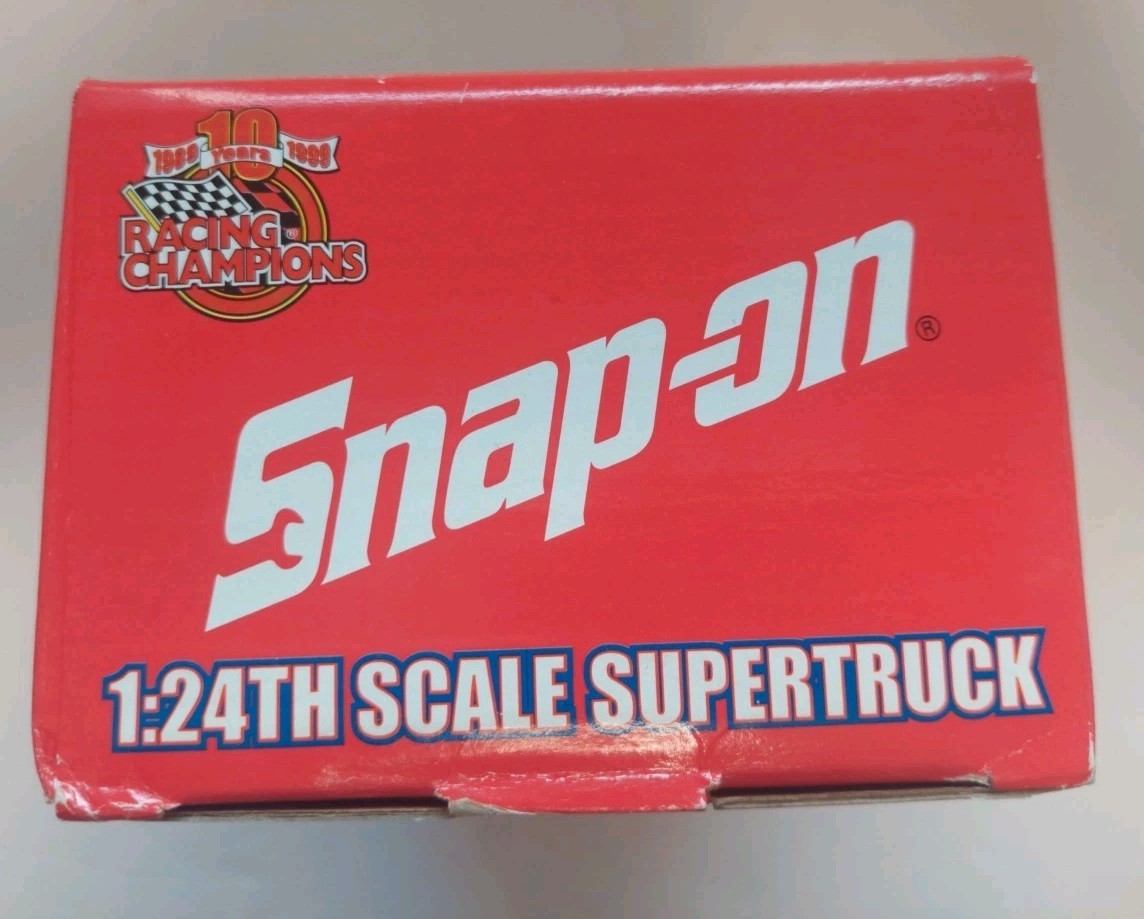 10
1989 Years 1999
RACING®
CHAMPIONS
Snap-on®
1:24TH SCALE SUPERTRUCK